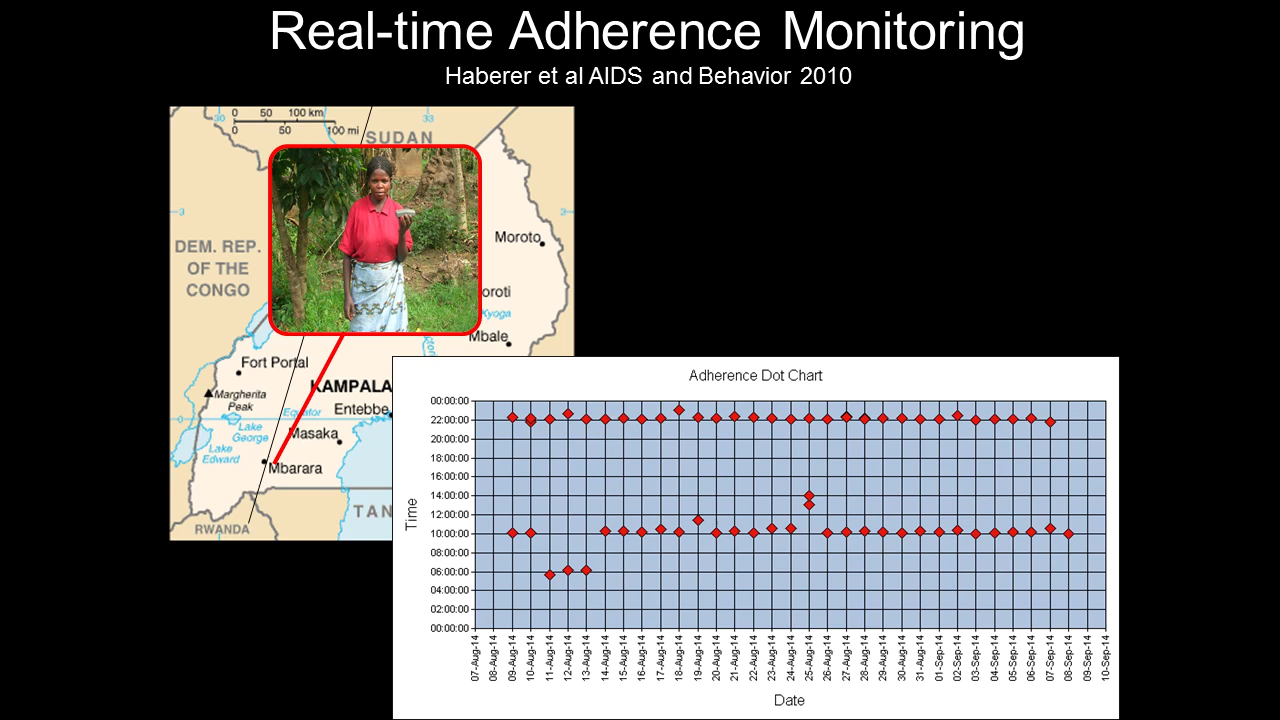 Real-time Adherence Monitoring
Haberer et al AIDS and Behavior 2010
0 50 100 km
0 50 100 mi
30
33
SUDAN
3
2
DEM. REP.
OF THE
CONGO
Moroto
oroti
Kyoga
Mbale
Fort Portal
Margherita
Peak
KAMPALA
Equator
Entebbe
Lake
George
Masaka
Lake
Edward
Mbarara
TAN
RWANDA
Adherence Dot Chart
Time
00:00:00
22:00:00
20:00:00
18:00:00
16:00:00
14:00:00
12:00:00
10:00:00
08:00:00
06:00:00
04:00:00
02:00:00
00:00:00
07-Aug-14
08-Aug-14
09-Aug-14
10-Aug-14
11-Aug-14
12-Aug-14
13-Aug-14
14-Aug-14
15-Aug-14
16-Aug-14
17-Aug-14
18-Aug-14
19-Aug-14
20-Aug-14
21-Aug-14
22-Aug-14
23-Aug-14
24-Aug-14
25-Aug-14
26-Aug-14
27-Aug-14
28-Aug-14
29-Aug-14
30-Aug-14
31-Aug-14
01-Sep-14
02-Sep-14
03-Sep-14
04-Sep-14
05-Sep-14
06-Sep-14
07-Sep-14
08-Sep-14
10-Sep-14
Date